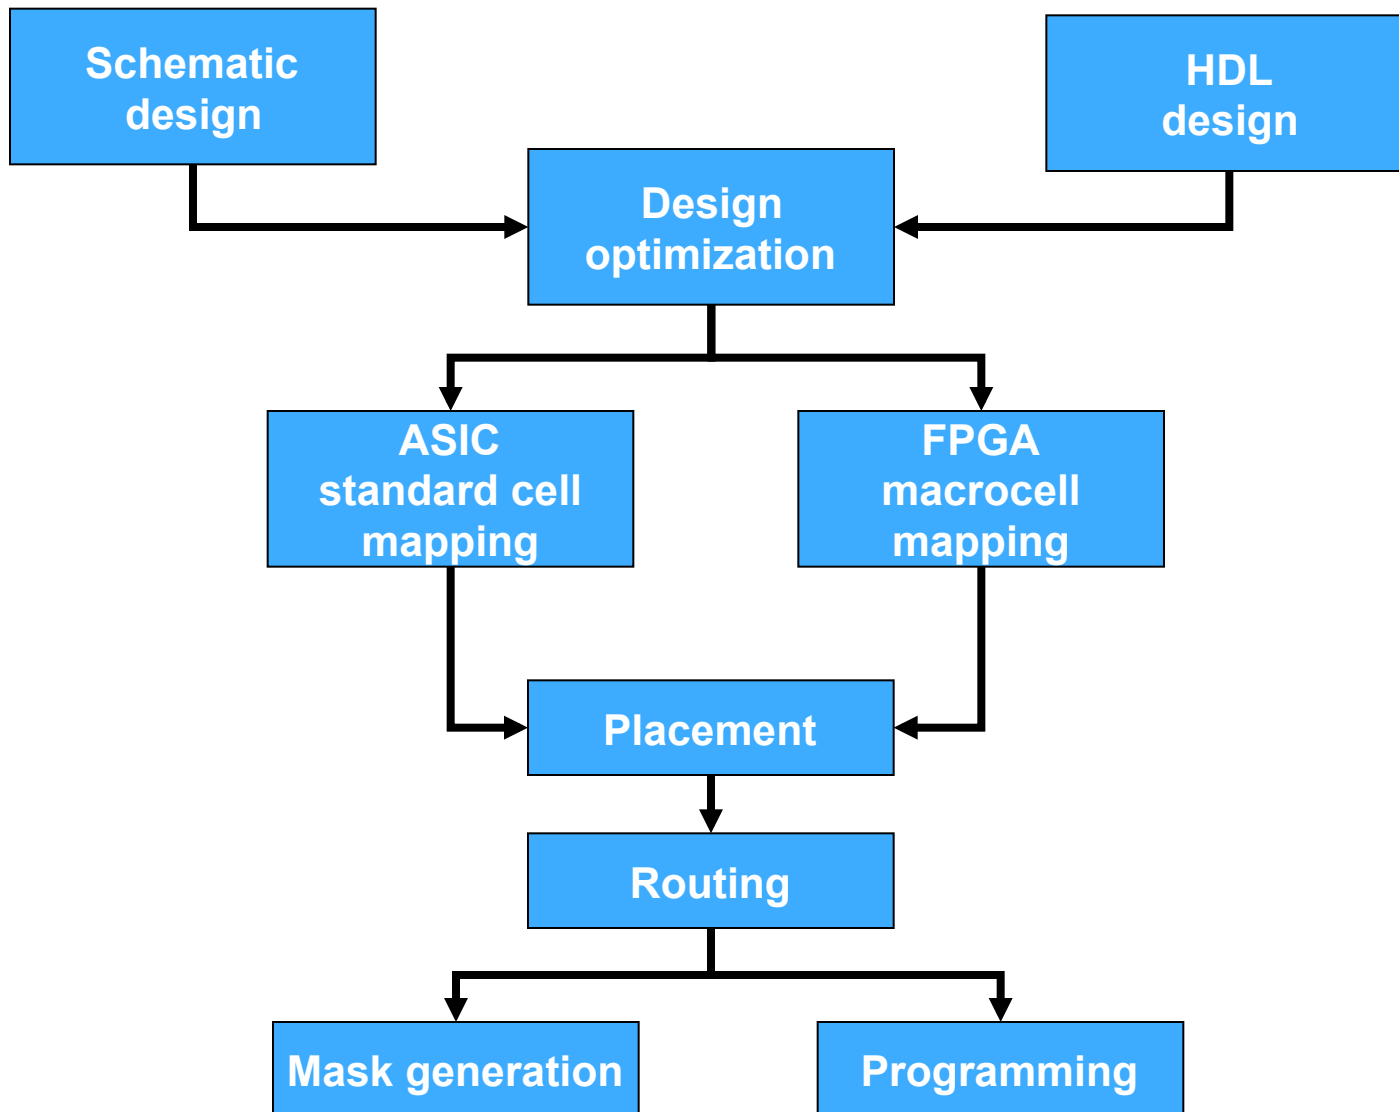 Schematic
design
HDL
design
Design
optimization
ASIC
standard cell
mapping
FPGA
macrocell
mapping
Placement
Routing
Mask generation
Programming